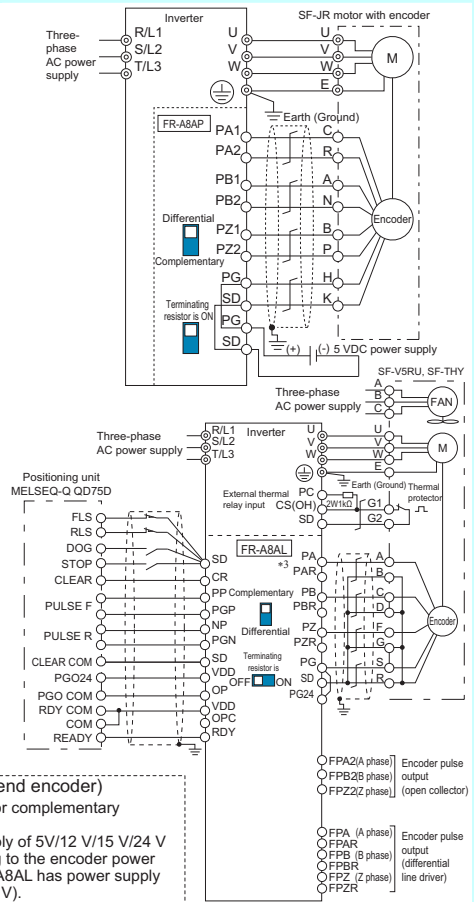 Inverter
SF-JR motor with encoder
Three-
phase
AC power
supply
R/L1
S/L2
T/L3
U
V
W
U
V
W
E
M
Earth (Ground)
FR-A8AP
PA1
PA2
PB1
PB2
PZ1
PZ2
PG
SD
PG
SD
C
R
A
N
B
P
H
K
Encoder
Differential
Complementary
Terminating
resistor is ON
(+)
(-) 5 VDC power supply
SF-V5RU, SF-THY
Three-phase
AC power supply
A
B
C
FAN
Three-phase
AC power supply
R/L1
S/L2
T/L3
Inverter
U
V
W
U
V
W
E
M
Earth (Ground)
Thermal
protector
External thermal
relay input
PC
CS(OH)
SD
2W1kΩ
G1
G2
Positioning unit
MELSEQ-Q QD75D
FLS
RLS
DOG
STOP
CLEAR
PULSE F
PULSE R
CLEAR COM
PGO24
PGO COM
RDY COM
COM
READY
SD
CR
PP
PGP
NP
PGN
SD
VDD
OP
VDD
OPC
RDY
FR-A8AL
*3
Complementary
Differential
Terminating
resistor is
OFF
ON
PA
PAR
PB
PBR
PZ
PZR
PG
SD
PG24
A
B
C
D
F
G
S
R
Encoder
FPA2(A phase)
FPB2(B phase)
FPZ2(Z phase)
Encoder pulse
output
(open collector)
FPA (A phase)
FPAR
FPB (B phase)
FPBR
FPZ (Z phase)
FPZR
Encoder pulse
output
(differential
line driver)
end encoder)
or complementary
ply of 5V/12 V/15 V/24 V
g to the encoder power
A8AL has power supply
V).